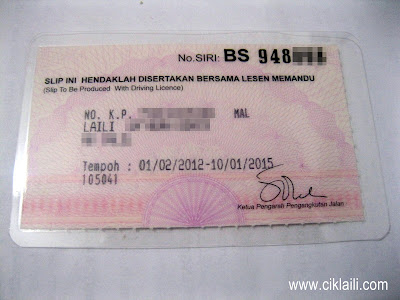 No.SIRI: BS 948
SLIP INI HENDAKLAH DISERTAKAN BERSAMA LESEN MEMANDU
(Slip To Be Produced With Driving Licence)
NO. K.P. MAL
LAILI
Tempoh : 01/02/2012-10/01/2015
Ketua Pengarah Pengangkutan Jalan
www.ciklaili.com